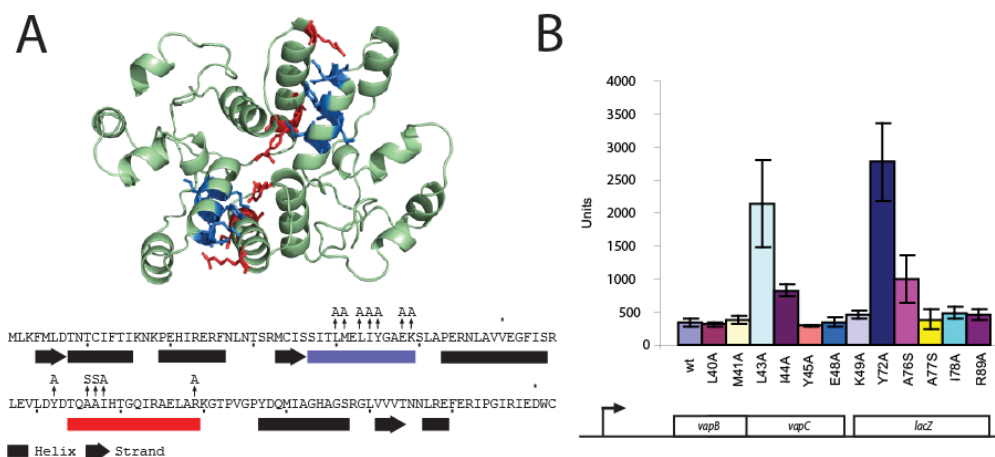 A
AA AAA AA
MLKFMLDTNTCIFTIKNKPEHIRERFNLNTSRMCISSITLMELIYGAEKSLAPERNLAVVEGFISR
A SSA A
LEVLDYDTQAAIHTGQIRAELARKGTPVGPYDQMIAGHAGSRGLVVVTNNLREFERIPGIRIEDWC
Helix Strand
B
Units
4000
3500
3000
2500
2000
1500
1000
500
0
wt L40A M41A L43A I44A Y45A E48A K49A Y72A A76S A77S I78A R89A
vapB vapC lacZ